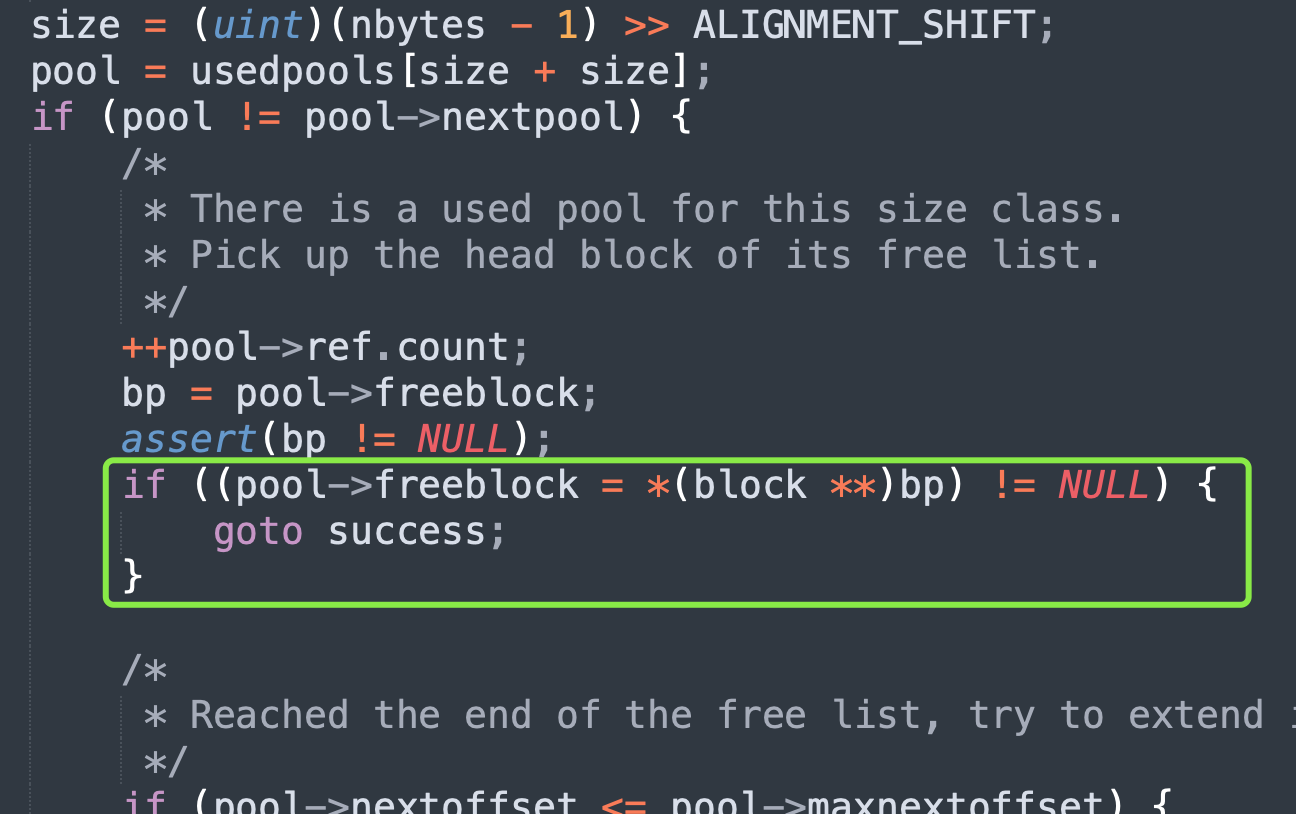 size = (uint)(nbytes - 1) >> ALIGNMENT_SHIFT;
pool = usedpools[size + size];
if (pool != pool->nextpool) {
/*
* There is a used pool for this size class.
* Pick up the head block of its free list.
*/
++pool->ref.count;
bp = pool->freeblock;
assert(bp != NULL);
if ((pool->freeblock = *(block **)bp) != NULL) {
goto success;
}
/*
* Reached the end of the free list, try to extend
*/
if (pool->nextoffset <= pool->maxnextoffset) {